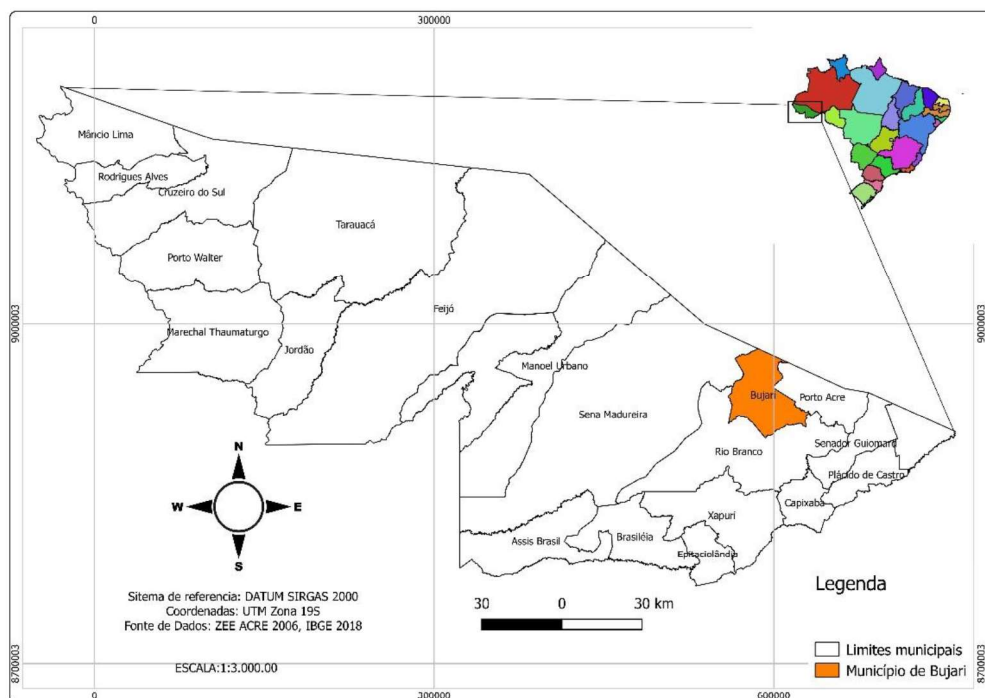 0
300000
Mâncio Lima
Rodrigues Alves
Cruzeiro do Sul
Tarauacá
Porto Walter
9000003
Feijó
9000003
Marechal Thaumaturgo
Jordão
Manoel Urbano
Bujari
Porto Acre
Sena Madureira
Senador Guiomard
Rio Branco
Plácido de Castro
N
Capixaba
W
E
Xapuri
Assis Brasil
Brasiléia
Epitaciolândia
S
Legenda
Sitema de referencia: DATUM SIRGAS 2000
Coordenadas: UTM Zona 19S
Fonte de Dados: ZEE ACRE 2006, IBGE 2018
30
0
30 km
Limites municipais
ESCALA:1:3.000.00
Município de Bujari
8700003
8700003
0
300000
600000